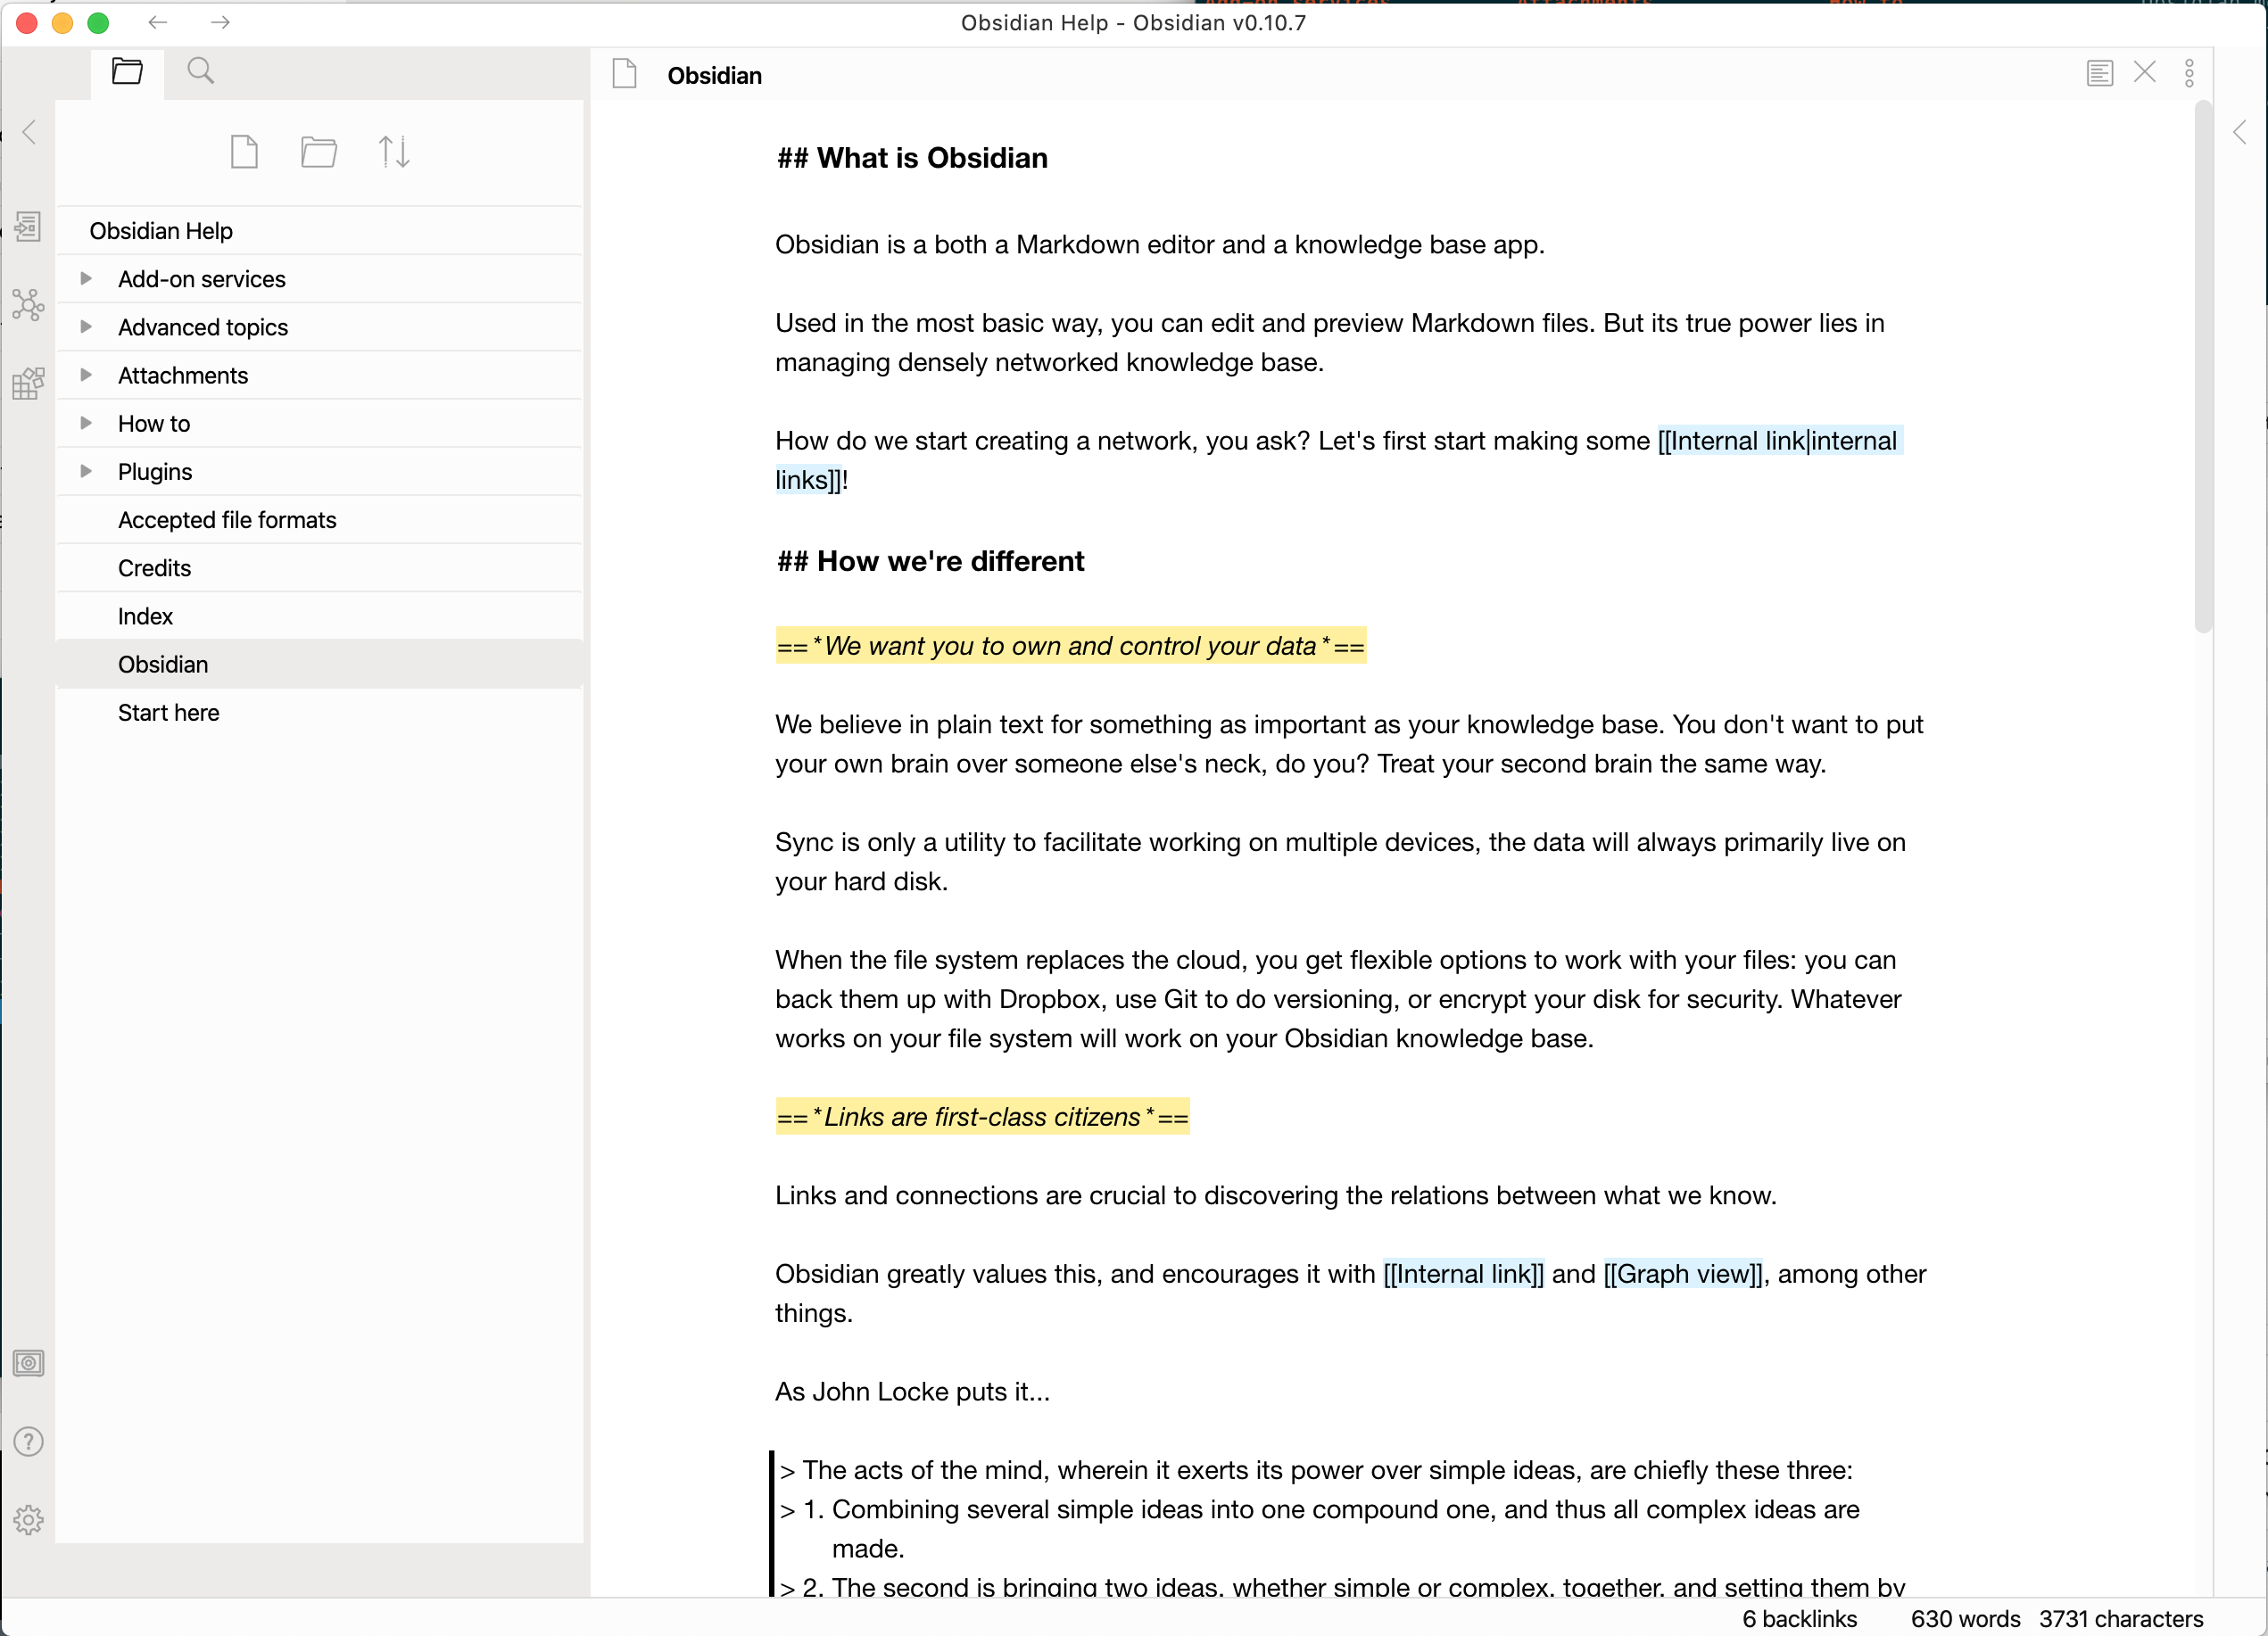 Obsidian Help - Obsidian v0.10.7
Obsidian Help
Add-on services
Advanced topics
Attachments
How to
Plugins
Accepted file formats
Credits
Index
Obsidian
Start here
Obsidian
## What is Obsidian
Obsidian is a both a Markdown editor and a knowledge base app.
Used in the most basic way, you can edit and preview Markdown files. But its true power lies in
managing densely networked knowledge base.
How do we start creating a network, you ask? Let's first start making some [[Internal link|internal
links]]!
## How we're different
==*We want you to own and control your data*==
We believe in plain text for something as important as your knowledge base. You don't want to put
your own brain over someone else's neck, do you? Treat your second brain the same way.
Sync is only a utility to facilitate working on multiple devices, the data will always primarily live on
your hard disk.
When the file system replaces the cloud, you get flexible options to work with your files: you can
back them up with Dropbox, use Git to do versioning, or encrypt your disk for security. Whatever
works on your file system will work on your Obsidian knowledge base.
==*Links are first-class citizens*==
Links and connections are crucial to discovering the relations between what we know.
Obsidian greatly values this, and encourages it with [[Internal link]] and [[Graph view]], among other
things.
As John Locke puts it...
> The acts of the mind, wherein it exerts its power over simple ideas, are chiefly these three:
> 1. Combining several simple ideas into one compound one, and thus all complex ideas are
made.
> 2. The second is bringing two ideas, whether simple or complex, together, and setting them by
6 backlinks 630 words 3731 characters